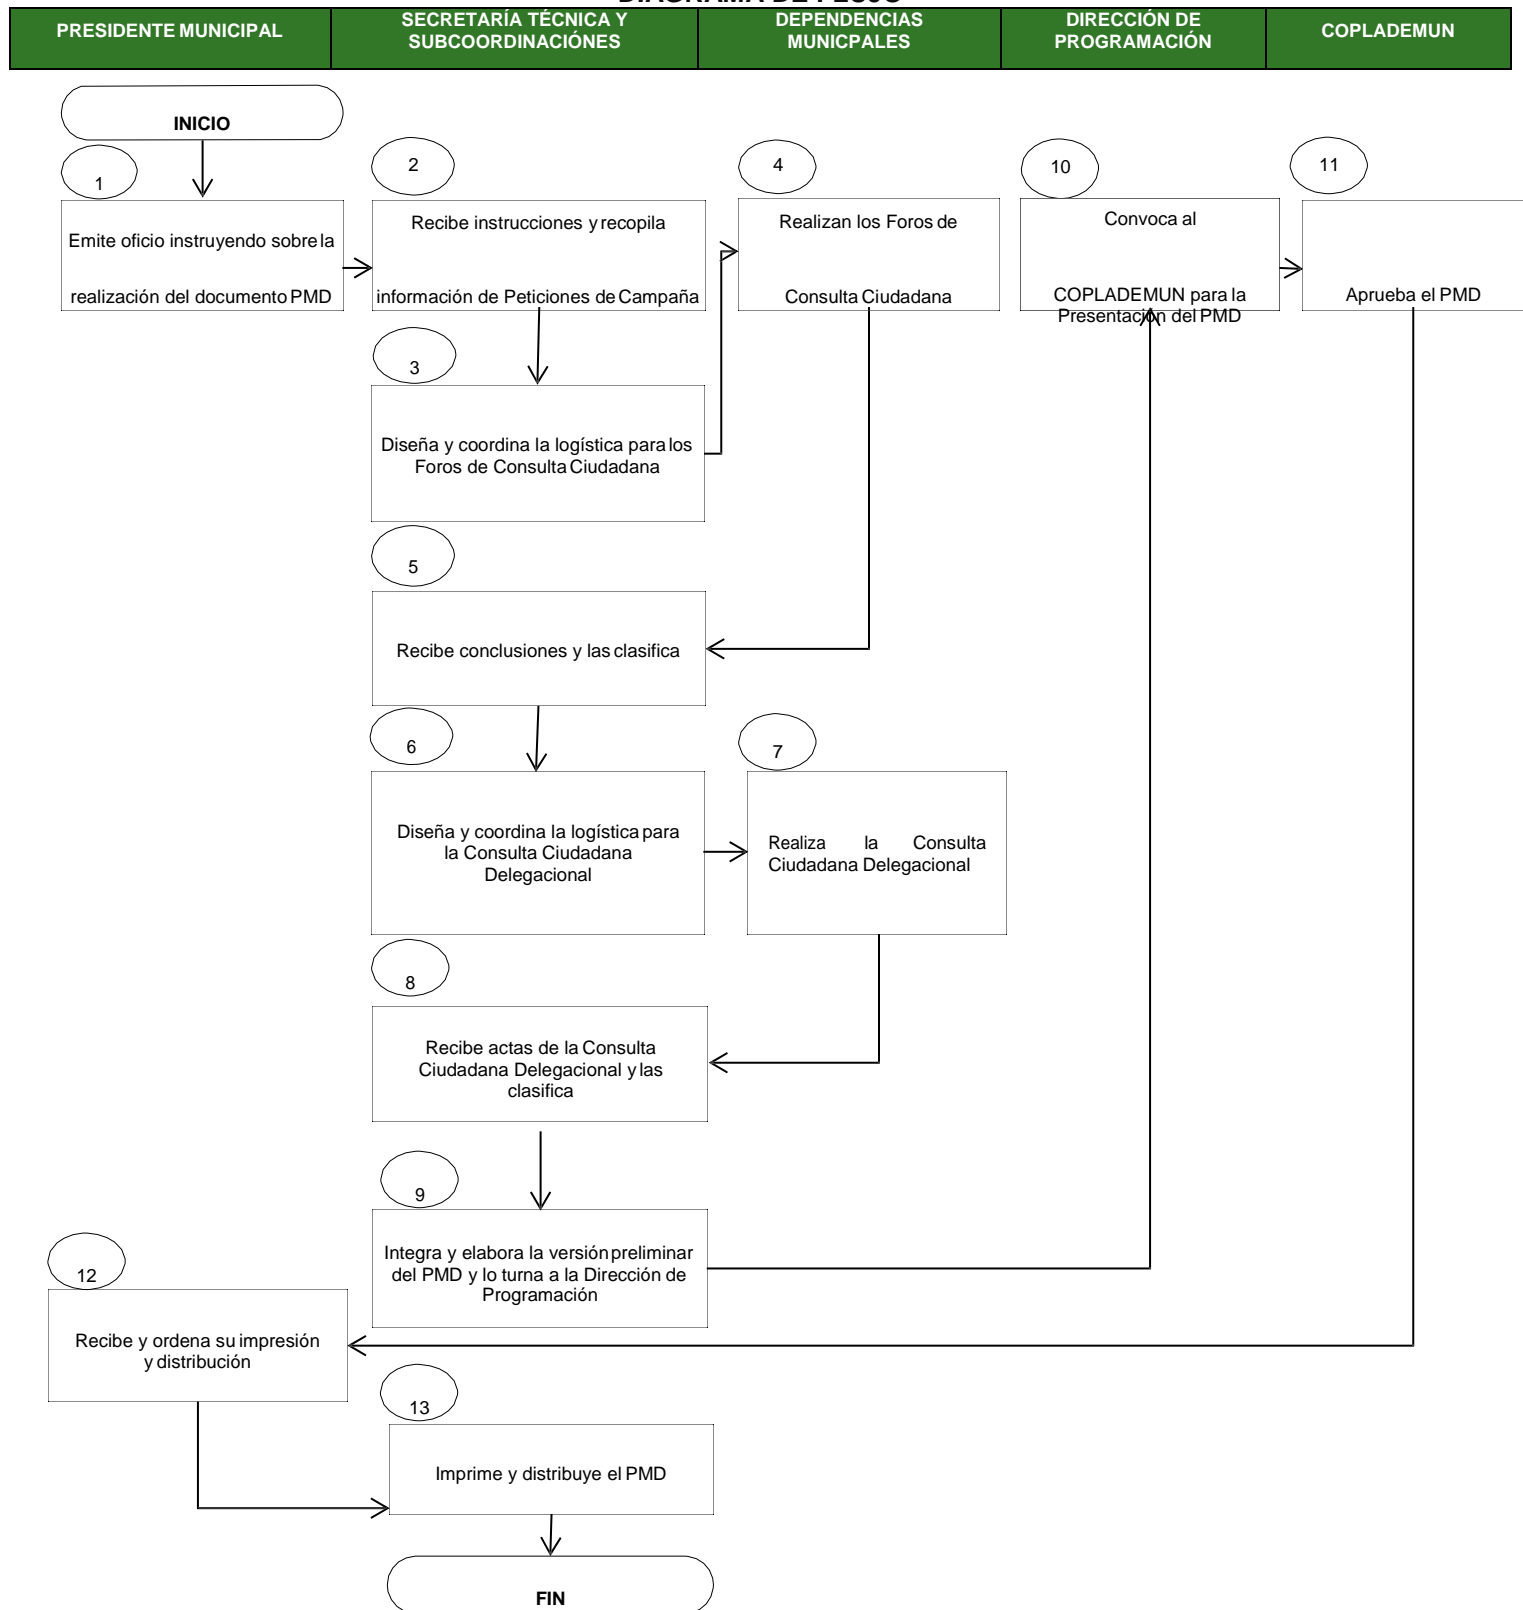 DIAGRAMA DE FLUJO
PRESIDENTE MUNICIPAL
SECRETARÍA TÉCNICA Y
SUBCOORDINACIÓNES
DEPENDENCIAS
MUNICPALES
DIRECCIÓN DE
PROGRAMACIÓN
COPLADEMUN
INICIO
1
Emite oficio instruyendo sobre la
realización del documento PMD
2
Recibe instrucciones y recopila
información de Peticiones de Campaña
3
Diseña y coordina la logística para los
Foros de Consulta Ciudadana
4
Realizan los Foros de
Consulta Ciudadana
5
Recibe conclusiones y las clasifica
6
Diseña y coordina la logística para
la Consulta Ciudadana
Delegacional
7
Realiza la Consulta
Ciudadana Delegacional
8
Recibe actas de la Consulta
Ciudadana Delegacional y las
clasifica
9
Integra y elabora la versión preliminar
del PMD y lo turna a la Dirección de
Programación
10
Convoca al
COPLADEMUN para la
Presentación del PMD
11
Aprueba el PMD
12
Recibe y ordena su impresión
y distribución
13
Imprime y distribuye el PMD
FIN